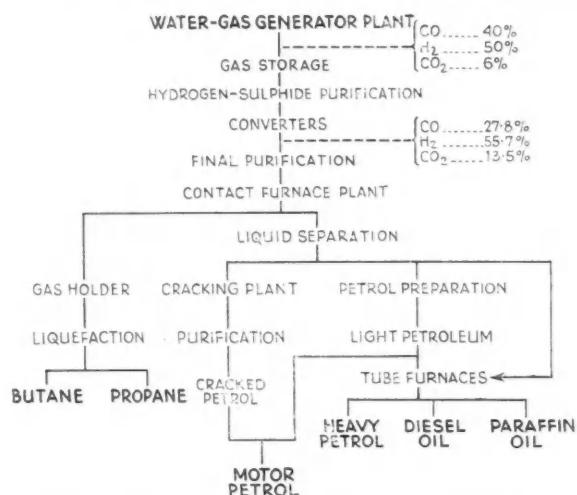 WATER-GAS GENERATOR PLANT
CO ..... 40%
H2 ..... 50%
CO2 ..... 6%
GAS STORAGE
HYDROGEN-SULPHIDE PURIFICATION
CONVERTERS
CO ..... 27·8%
H2 ..... 55·7%
CO2 ..... 13·5%
FINAL PURIFICATION
CONTACT FURNACE PLANT
LIQUID SEPARATION
GAS HOLDER
CRACKING PLANT
PETROL PREPARATION
LIQUEFACTION
PURIFICATION
LIGHT PETROLEUM
BUTANE
PROPANE
CRACKED
PETROL
TUBE FURNACES
HEAVY
PETROL
DIESEL
OIL
PARAFFIN
OIL
MOTOR
PETROL